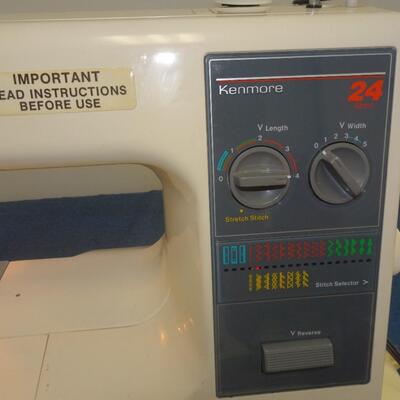 IMPORTANT
EAD INSTRUCTIONS
BEFORE USE
Kenmore
24
V Length
0 1 2 3 4
Stretch Stitch
V Width
0 1 2 3 4 5
Stitch Selector >
V Reverse